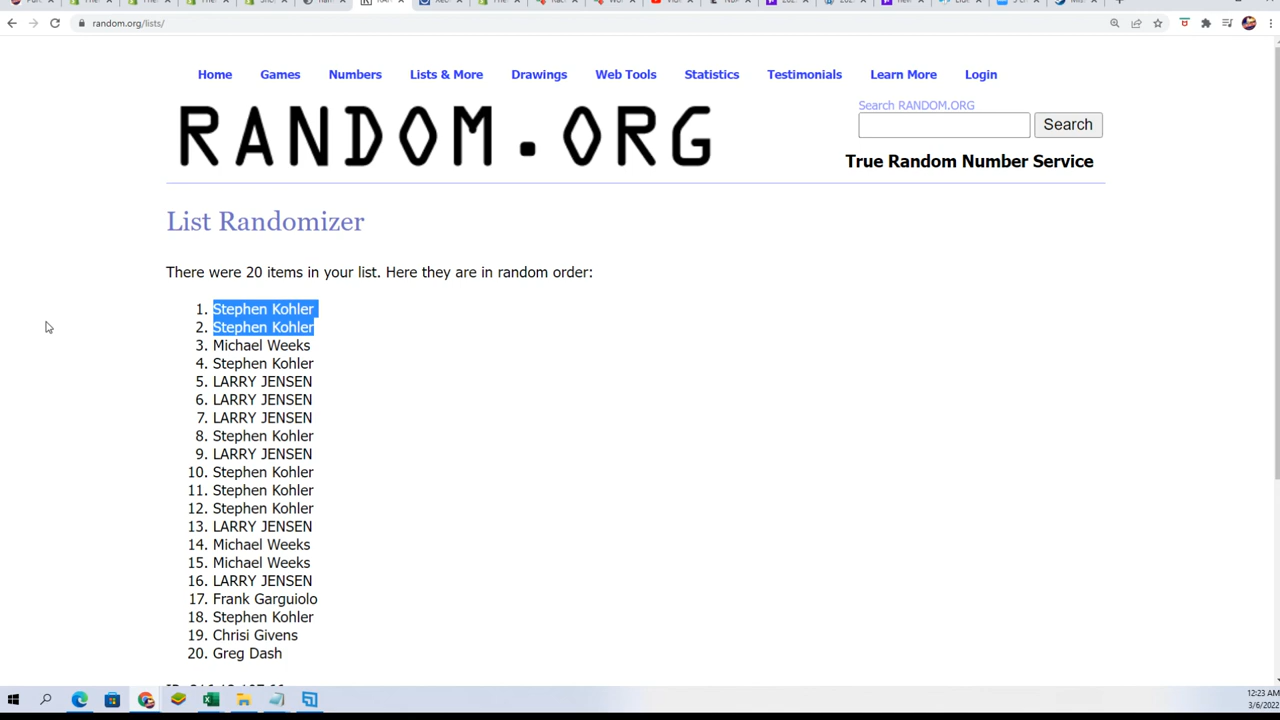 random.org/lists/
Home Games Numbers Lists & More Drawings Web Tools Statistics Testimonials Learn More Login
RANDOM.ORG
Search RANDOM.ORG
Search
True Random Number Service
List Randomizer
There were 20 items in your list. Here they are in random order:
1. Stephen Kohler
2. Stephen Kohler
3. Michael Weeks
4. Stephen Kohler
5. LARRY JENSEN
6. LARRY JENSEN
7. LARRY JENSEN
8. Stephen Kohler
9. LARRY JENSEN
10. Stephen Kohler
11. Stephen Kohler
12. Stephen Kohler
13. LARRY JENSEN
14. Michael Weeks
15. Michael Weeks
16. LARRY JENSEN
17. Frank Garguiolo
18. Stephen Kohler
19. Chrisi Givens
20. Greg Dash
12:23 AM
3/6/2022